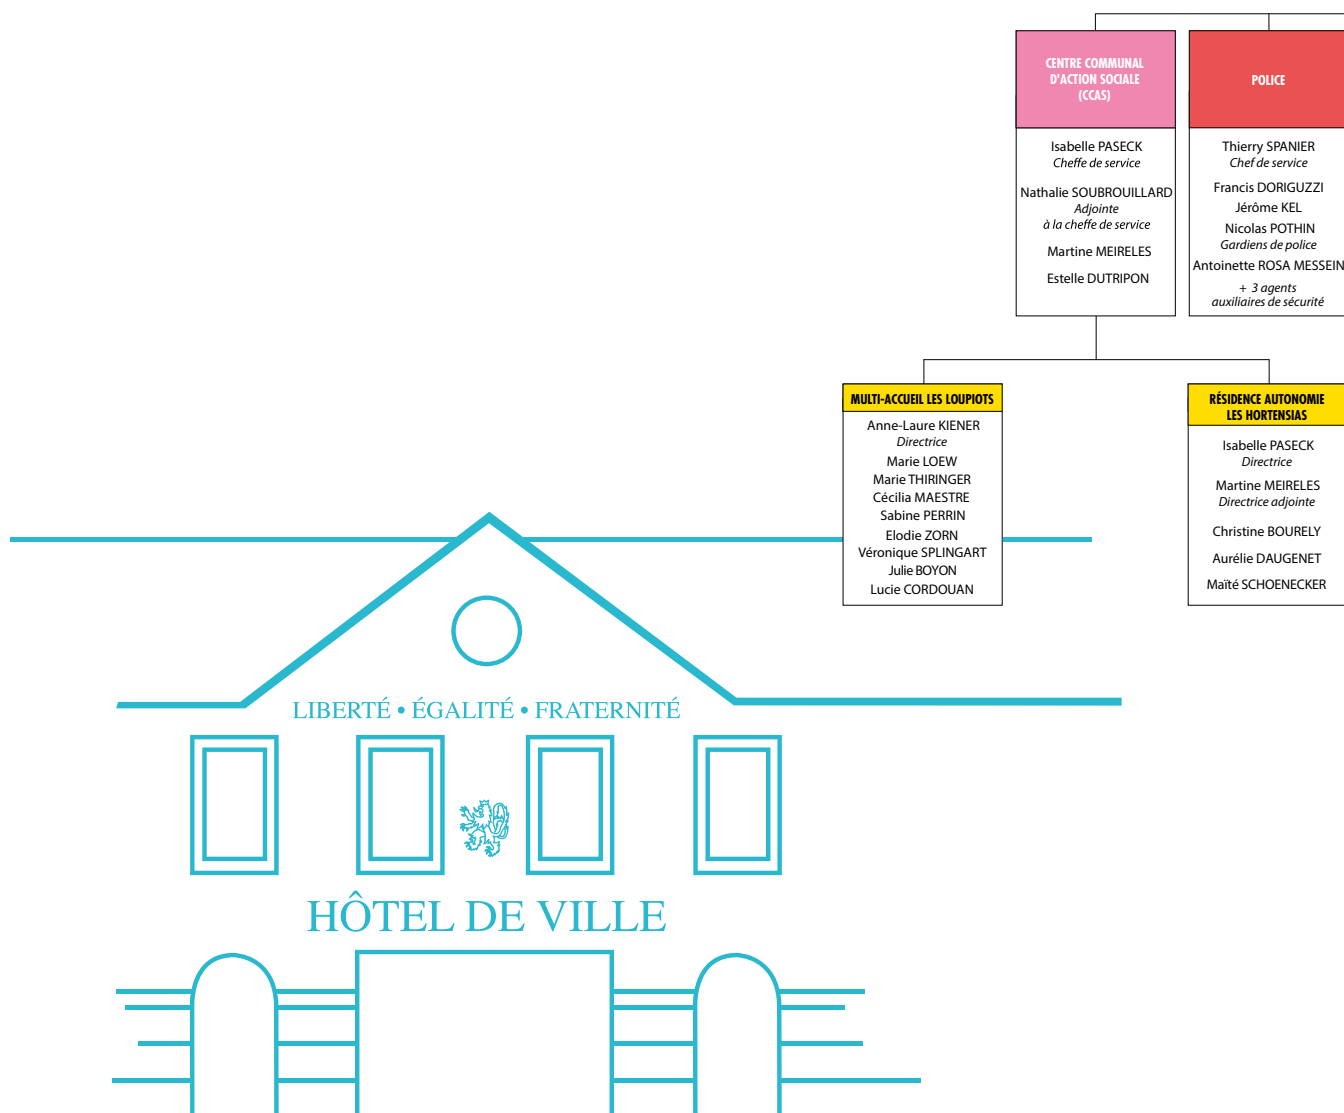 CENTRE COMMUNAL
D'ACTION SOCIALE
(CCAS)
Isabelle PASECK
Cheffe de service
Nathalie SOUBROUILLARD
Adjointe
à la cheffe de service
Martine MEIRELES
Estelle DUTRIPON
POLICE
Thierry SPANIER
Chef de service
Francis DORIGUZZI
Jérôme KEL
Nicolas POTHIN
Gardiens de police
Antoinette ROSA MESSEIN
+ 3 agents
auxiliaires de sécurité
MULTI-ACCUEIL LES LOUPIOTS
Anne-Laure KIENER
Directrice
Marie LOEW
Marie THIRINGER
Cécilia MAESTRE
Sabine PERRIN
Elodie ZORN
Véronique SPLINGART
Julie BOYON
Lucie CORDOUAN
RÉSIDENCE AUTONOMIE
LES HORTENSIAS
Isabelle PASECK
Directrice
Martine MEIRELES
Directrice adjointe
Christine BOURELY
Aurélie DAUGENET
Maïté SCHOENECKER
LIBERTÉ • ÉGALITÉ • FRATERNITÉ
HÔTEL DE VILLE